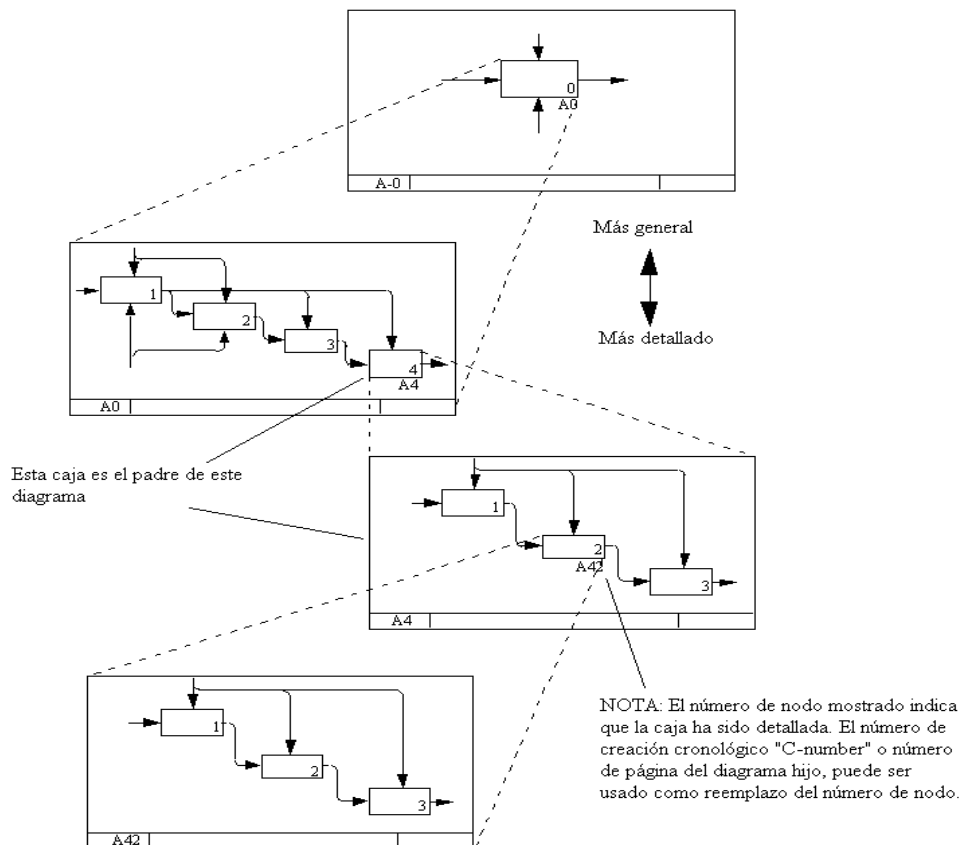 0
A0
A-0
Más general
Más detallado
1
2
3
4
A4
A0
Esta caja es el padre de este
diagrama
1
2
A42
3
A4
NOTA: El número de nodo mostrado indica
que la caja ha sido detallada. El número de
creación cronológico "C-number" o número
de página del diagrama hijo, puede ser
usado como reemplazo del número de nodo.
1
2
3
A42